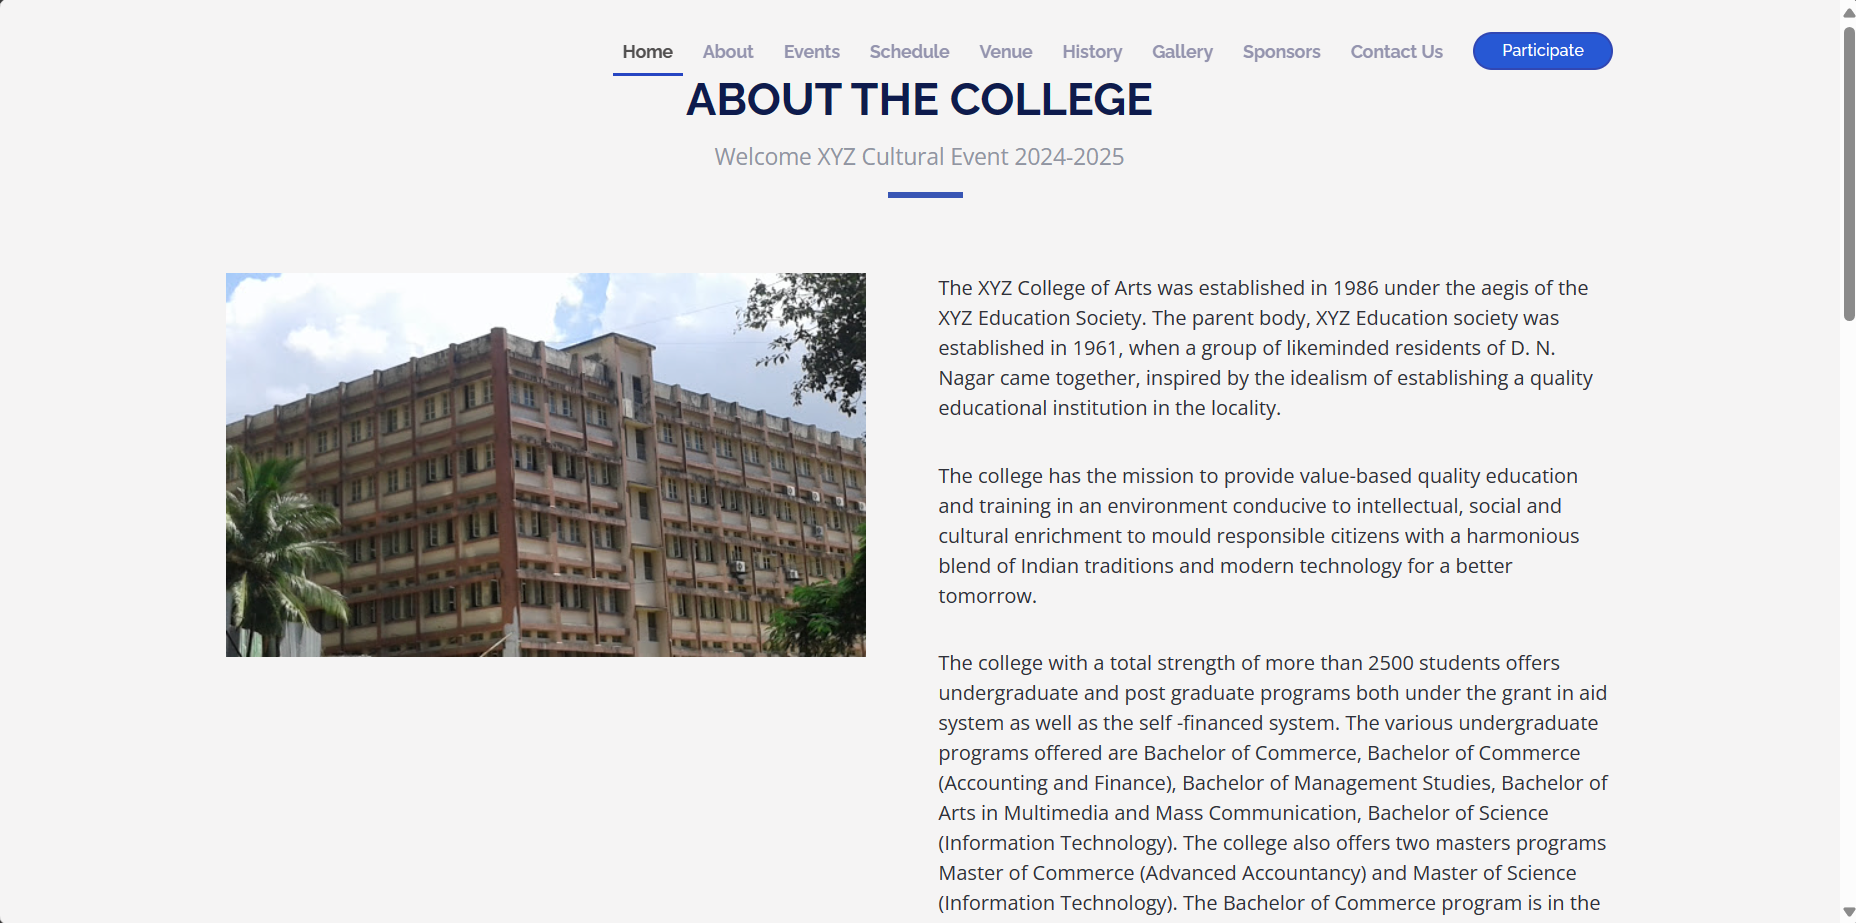 Home About Events Schedule Venue History Gallery Sponsors Contact Us Participate
ABOUT THE COLLEGE
Welcome XYZ Cultural Event 2024-2025
The XYZ College of Arts was established in 1986 under the aegis of the
XYZ Education Society. The parent body, XYZ Education society was
established in 1961, when a group of likeminded residents of D. N.
Nagar came together, inspired by the idealism of establishing a quality
educational institution in the locality.
The college has the mission to provide value-based quality education
and training in an environment conducive to intellectual, social and
cultural enrichment to mould responsible citizens with a harmonious
blend of Indian traditions and modern technology for a better
tomorrow.
The college with a total strength of more than 2500 students offers
undergraduate and post graduate programs both under the grant in aid
system as well as the self -financed system. The various undergraduate
programs offered are Bachelor of Commerce, Bachelor of Commerce
(Accounting and Finance), Bachelor of Management Studies, Bachelor of
Arts in Multimedia and Mass Communication, Bachelor of Science
(Information Technology). The college also offers two masters programs
Master of Commerce (Advanced Accountancy) and Master of Science
(Information Technology). The Bachelor of Commerce program is in the